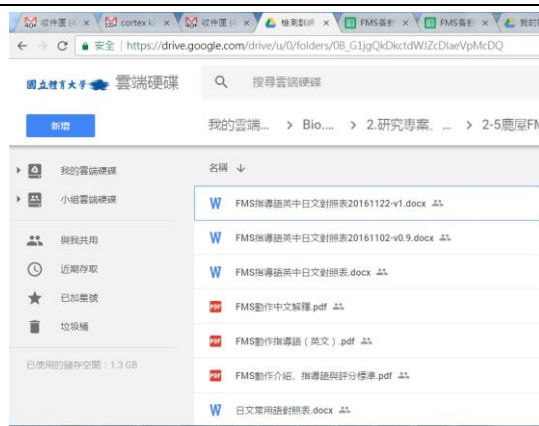 收件匣 (4 × cortex k × 收件匣 (4 × 檢測訓練 × FMS各動 × FMS各動 × 我的
安全 | https://drive.google.com/drive/u/0/folders/0B_G1jgQkDkctdWJZcDlaeVpMcDQ
國立體育大學 雲端硬碟 搜尋雲端硬碟
新增 我的雲端... > Bio.... > 2.研究專案、... > 2-5鹿屋FM
我的雲端硬碟 名稱 ↓
小組雲端硬碟 FMS指導語英中日文對照表20161122-v1.docx
與我共用 FMS指導語英中日文對照表20161102-v0.9.docx
近期存取 FMS指導語英中日文對照表.docx
已加星號 FMS動作中文解釋.pdf
垃圾桶 FMS動作指導語 ( 英文 ) .pdf
已使用的儲存空間:1.3 GB FMS動作介紹、指導語與評分標準.pdf
日文常用語對照表.docx